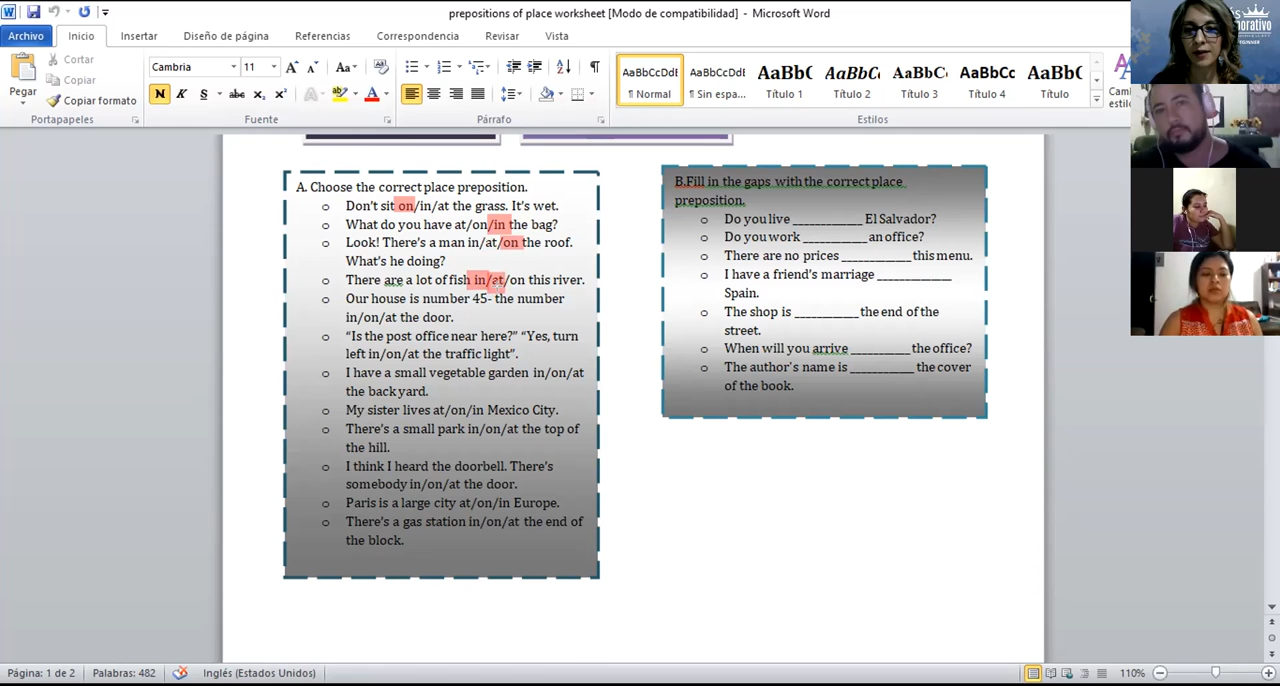 prepositions of place worksheet [Modo de compatibilidad] - Microsoft Word
Archivo Inicio Insertar Diseño de página Referencias Correspondencia Revisar Vista
Pegar
Cortar
Copiar
Copiar formato
Portapapeles
Cambria 11
Fuente
Párrafo
AaBbCcDdE AaBbCcDdE AaBbC AaBbC AaBbCc AaBbCc AaBbC
¶ Normal ¶ Sin espa... Título 1 Título 2 Título 3 Título 4 Título
Estilos
A. Choose the correct place preposition.
o Don't sit on/in/at the grass. It's wet.
o What do you have at/on/in the bag?
o Look! There's a man in/at/on the roof.
What's he doing?
o There are a lot of fish in/at/on this river.
o Our house is number 45- the number
in/on/at the door.
o "Is the post office near here?" "Yes, turn
left in/on/at the traffic light".
o I have a small vegetable garden in/on/at
the back yard.
o My sister lives at/on/in Mexico City.
o There's a small park in/on/at the top of
the hill.
o I think I heard the doorbell. There's
somebody in/on/at the door.
o Paris is a large city at/on/in Europe.
o There's a gas station in/on/at the end of
the block.
B.Fill in the gaps with the correct place
preposition.
o Do you live _____________ El Salvador?
o Do you work ____________ an office?
o There are no prices _____________ this menu.
o I have a friend's marriage ______________
Spain.
o The shop is ____________ the end of the
street.
o When will you arrive ___________ the office?
o The author's name is ____________ the cover
of the book.
Página: 1 de 2 Palabras: 482 Inglés (Estados Unidos) 110%